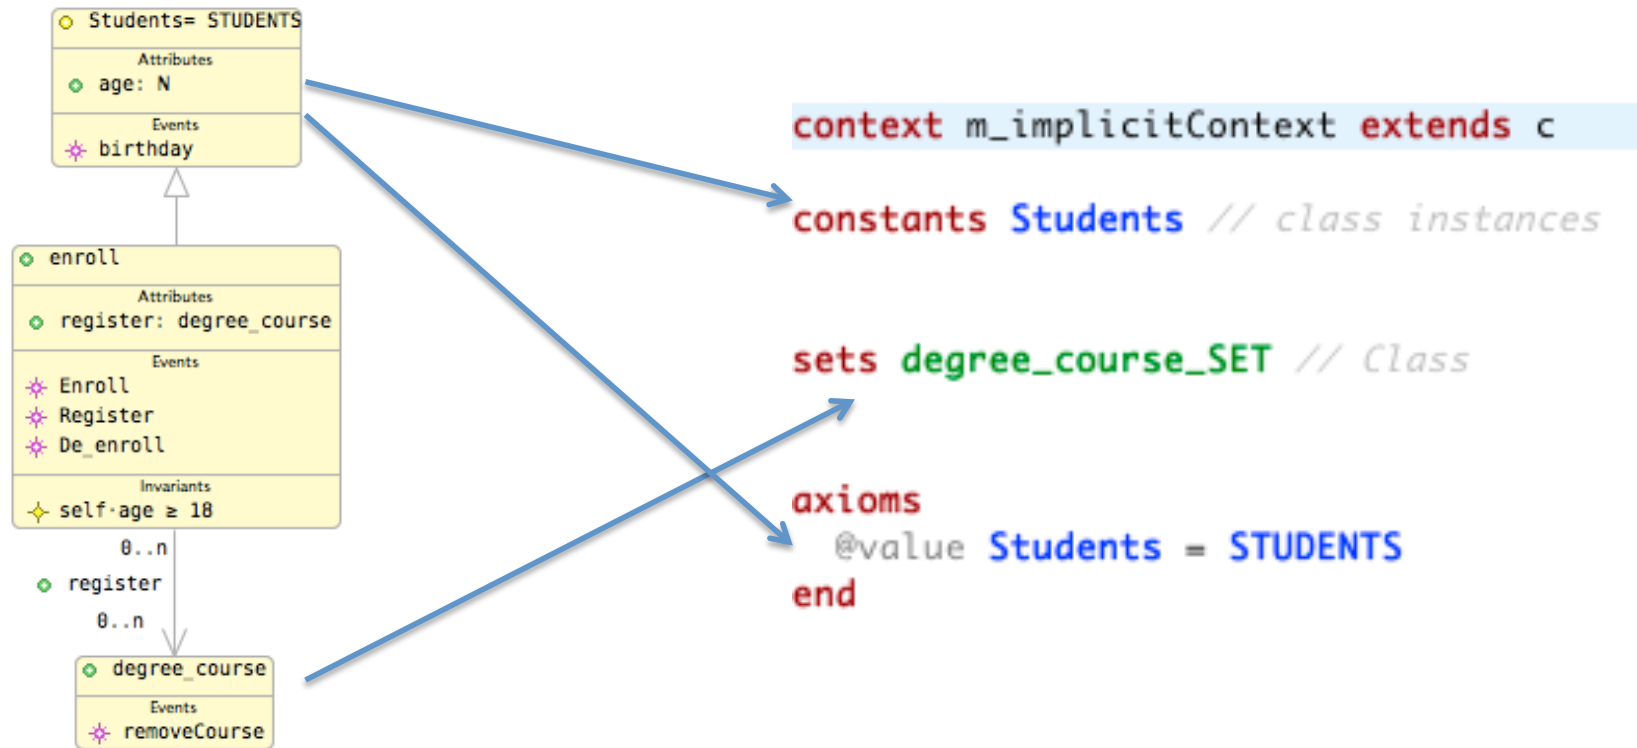 Students= STUDENTS
Attributes
age: N
Events
birthday
enroll
Attributes
register: degree_course
Events
Enroll
Register
De_enroll
Invariants
self·age ≥ 18
0..n
register
0..n
degree_course
Events
removeCourse
context m_implicitContext extends c
constants Students // class instances
sets degree_course_SET // Class
axioms
@value Students = STUDENTS
end